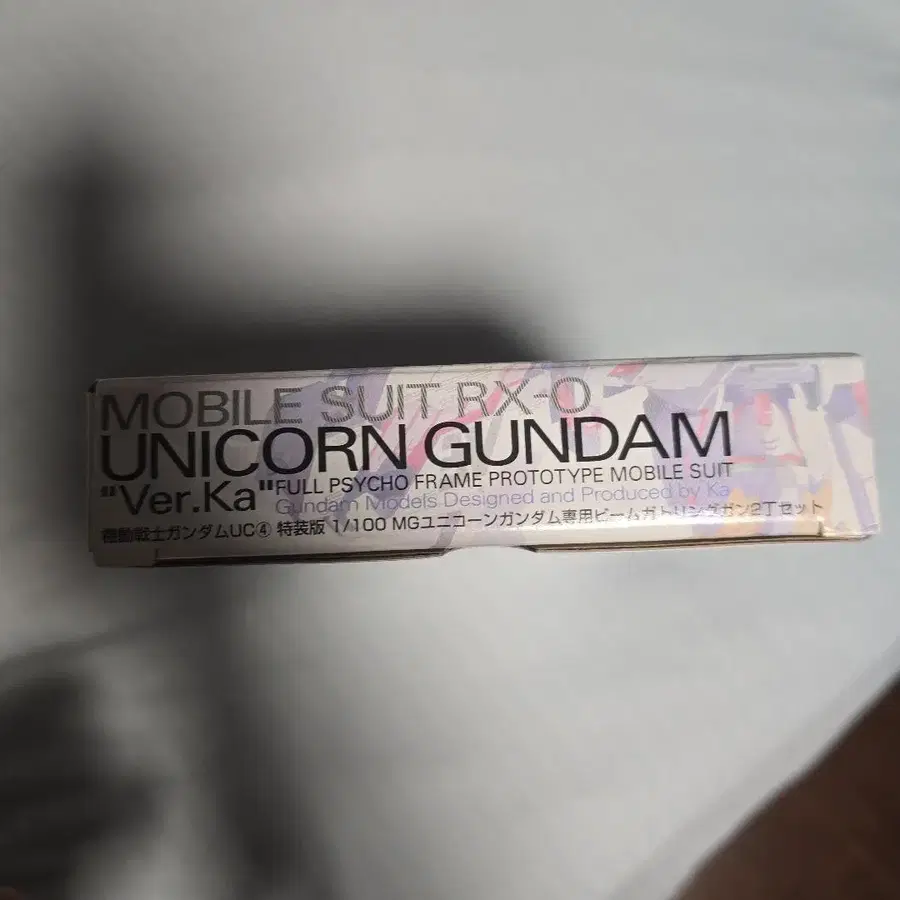 MOBILE SUIT RX-0
UNICORN GUNDAM
"Ver.Ka" FULL PSYCHO FRAME PROTOTYPE MOBILE SUIT
Gundam Models Designed and Produced by Ka
機動戦士ガンダムUC④ 特装版 1/100 MGユニコーンガンダム専用ビームガトリングガン2丁セット